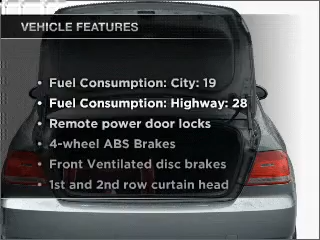 VEHICLE FEATURES
• Fuel Consumption: City: 19
• Fuel Consumption: Highway: 28
• Remote power door locks
• 4-wheel ABS Brakes
• Front Ventilated disc brakes
• 1st and 2nd row curtain head